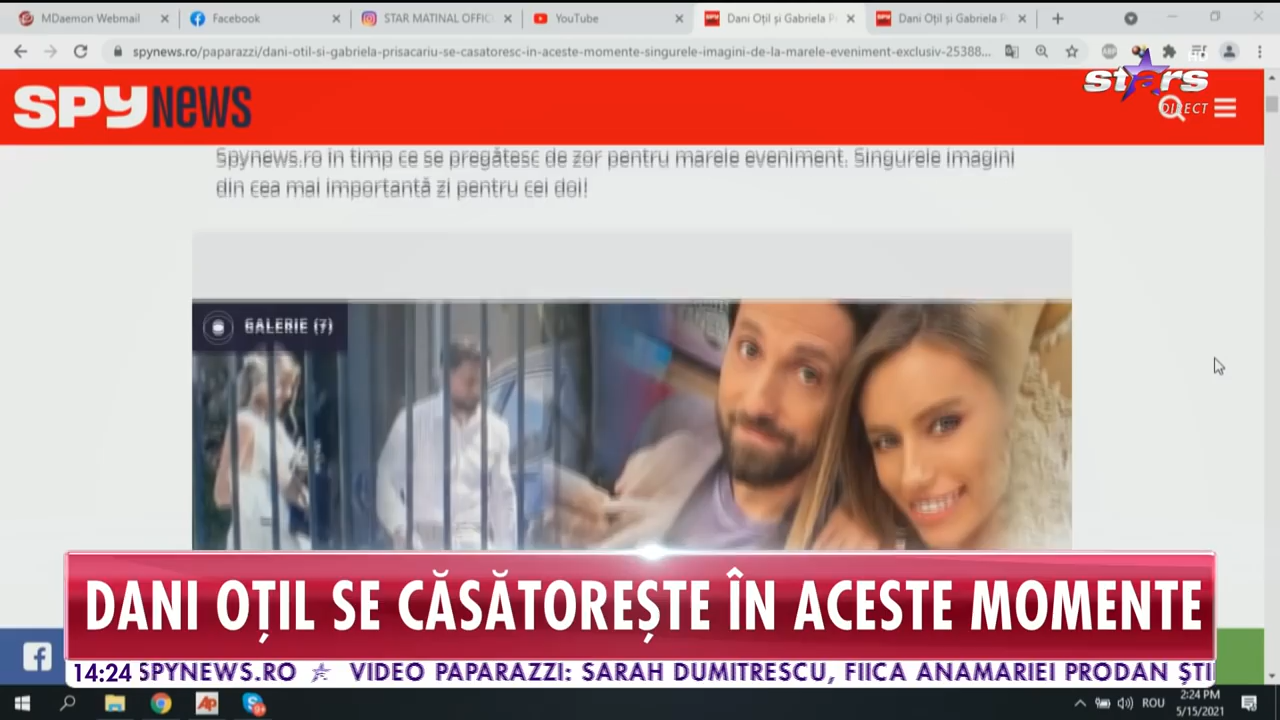 MDaemon Webmail
Facebook
STAR MATINAL OFFIC
YouTube
Dani Oțil și Gabriela P
Dani Oțil și Gabriela P
spynews.ro/paparazzi/dani-otil-si-gabriela-prisacariu-se-casatoresc-in-aceste-momente-singurele-imagini-de-la-marele-eveniment-exclusiv-25388...
HD
stars
DIRECT
SPYNEWS
Spynews.ro în timp ce se pregătesc de zor pentru marele eveniment. Singurele imagini
din cea mai importantă zi pentru cei doi!
GALERIE (7)
DANI OȚIL SE CĂSĂTOREȘTE ÎN ACESTE MOMENTE
14:24 SPYNEWS.RO ★ VIDEO PAPARAZZI: SARAH DUMITRESCU, FIICA ANAMARIEI PRODAN ȘTI
ROU
2:24 PM
5/15/2021